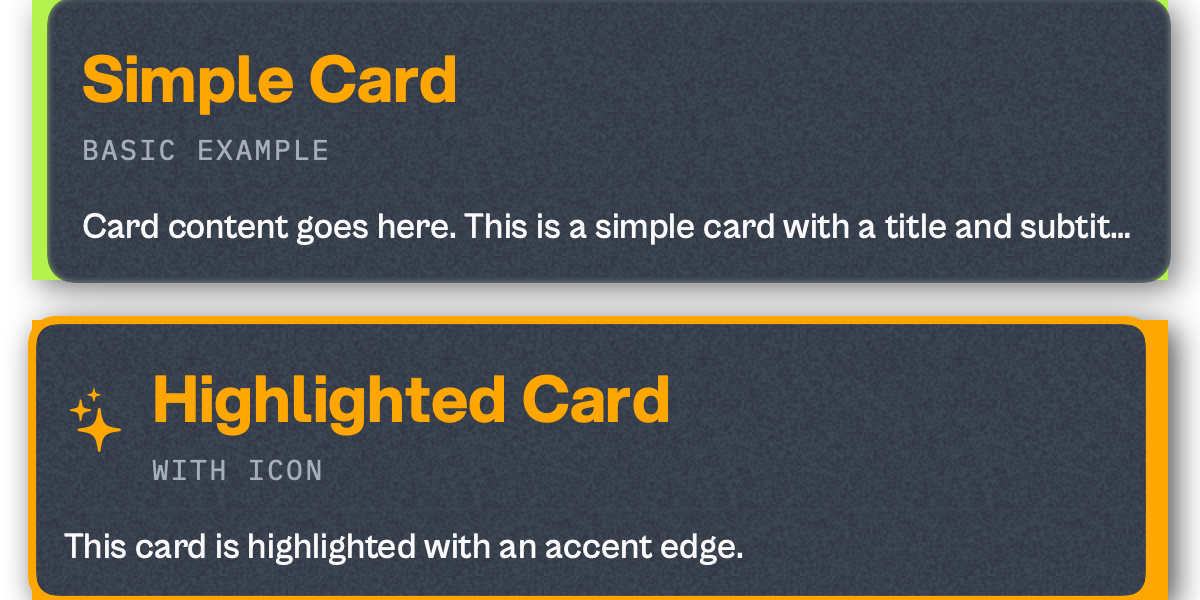 Simple Card
BASIC EXAMPLE
Card content goes here. This is a simple card with a title and subtit...
Highlighted Card
WITH ICON
This card is highlighted with an accent edge.